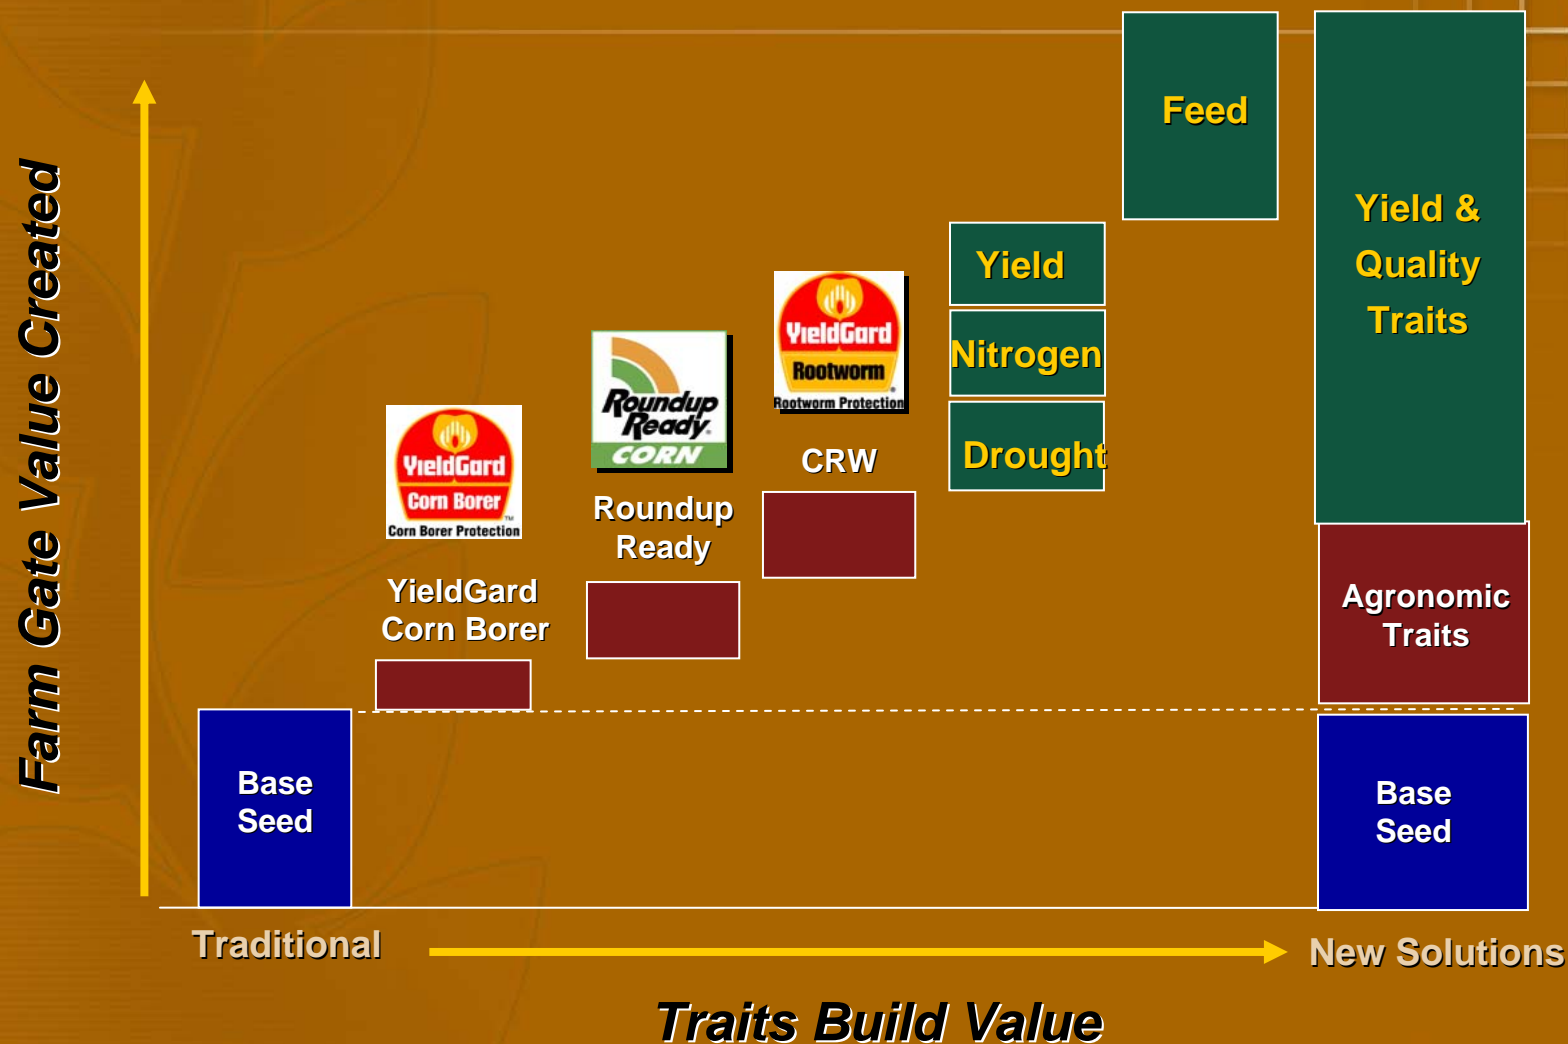 Farm Gate Value Created
Feed
Yield &
Quality
Traits
Yield
Nitrogen
Drought
YieldGard
Rootworm
®
Rootworm Protection
CRW
Roundup
Ready.
CORN
Roundup
Ready
YieldGard
Corn Borer
TM
Corn Borer Protection
YieldGard
Corn Borer
Agronomic
Traits
Base
Seed
Base
Seed
Traditional
New Solutions
Traits Build Value